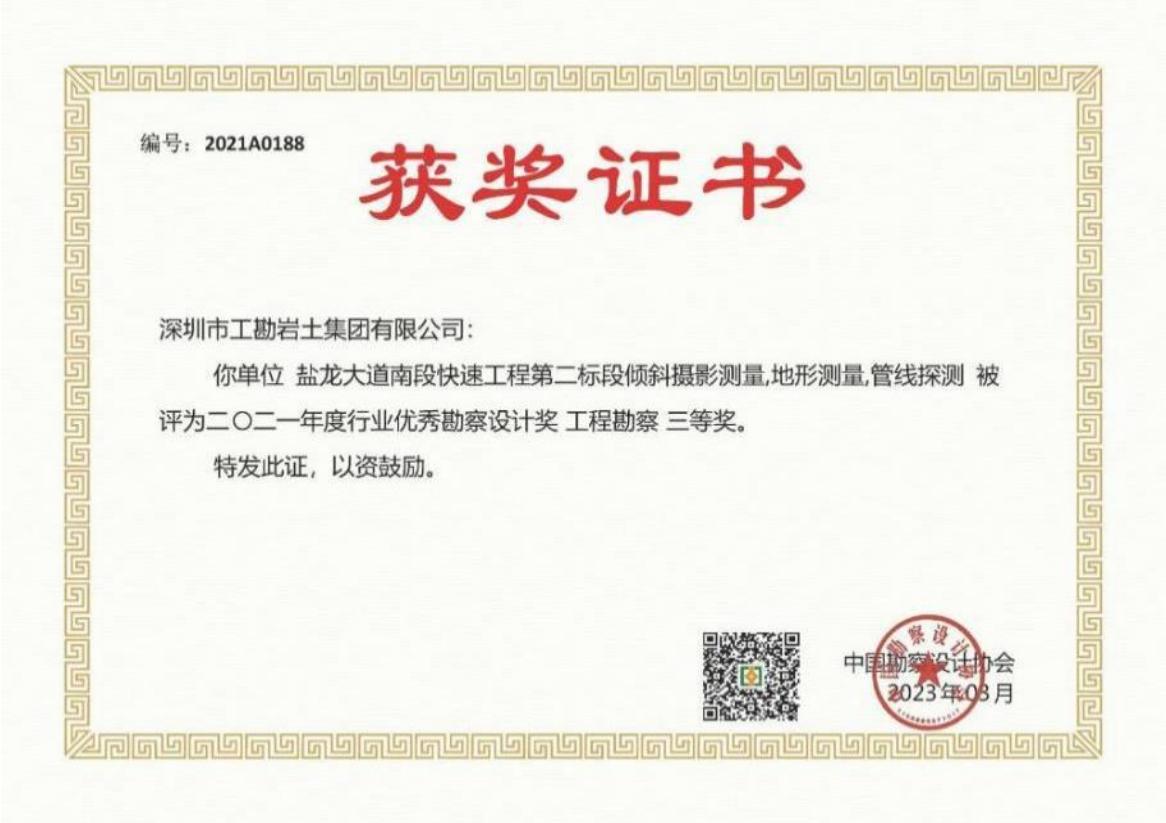 编号：2021A0188
获奖证书
深圳市工勘岩土集团有限公司：
你单位 盐龙大道南段快速工程第二标段倾斜摄影测量,地形测量,管线探测 被
评为二〇二一年度行业优秀勘察设计奖 工程勘察 三等奖。
特发此证，以资鼓励。
中国勘察设计协会
2023年03月